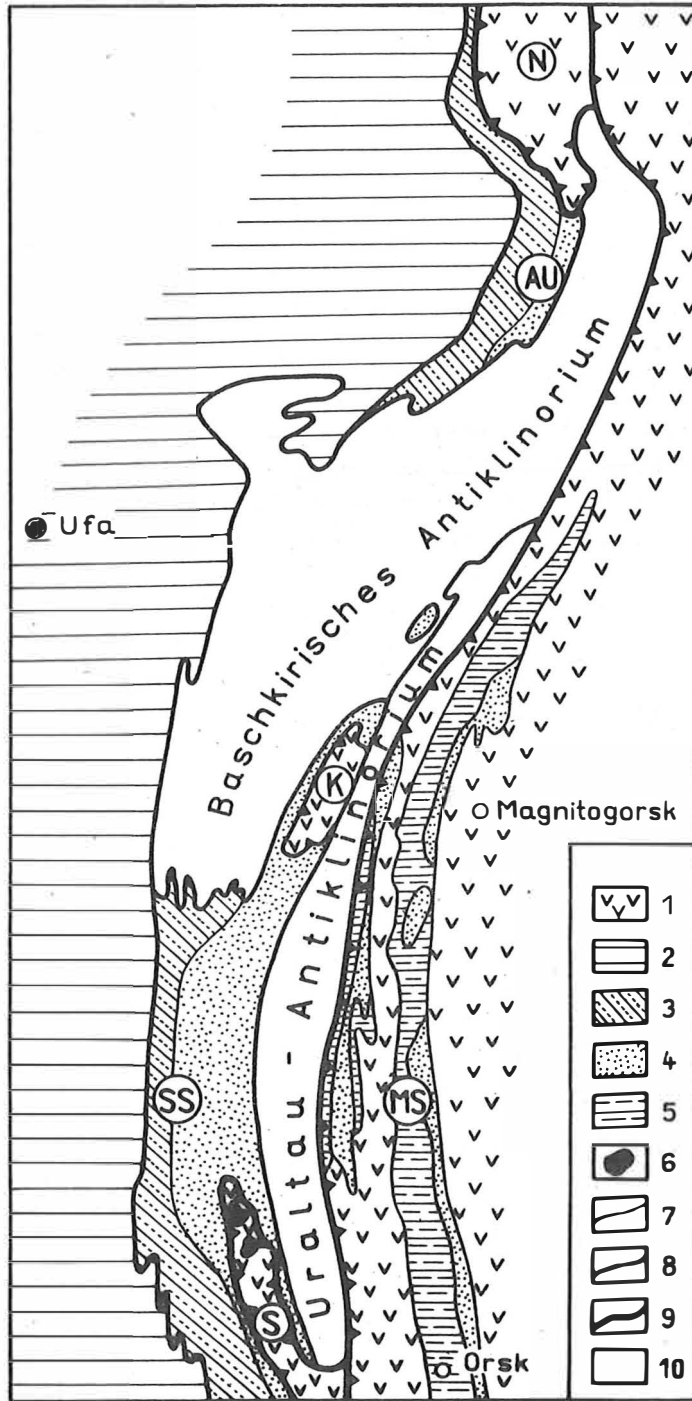 N
AU
Ufa
Baschkirisches Antiklinorium
K
Magnitogorsk
Uraltau - Antiklinorium
SS
MS
S
Orsk
1
2
3
4
5
6
7
8
9
10